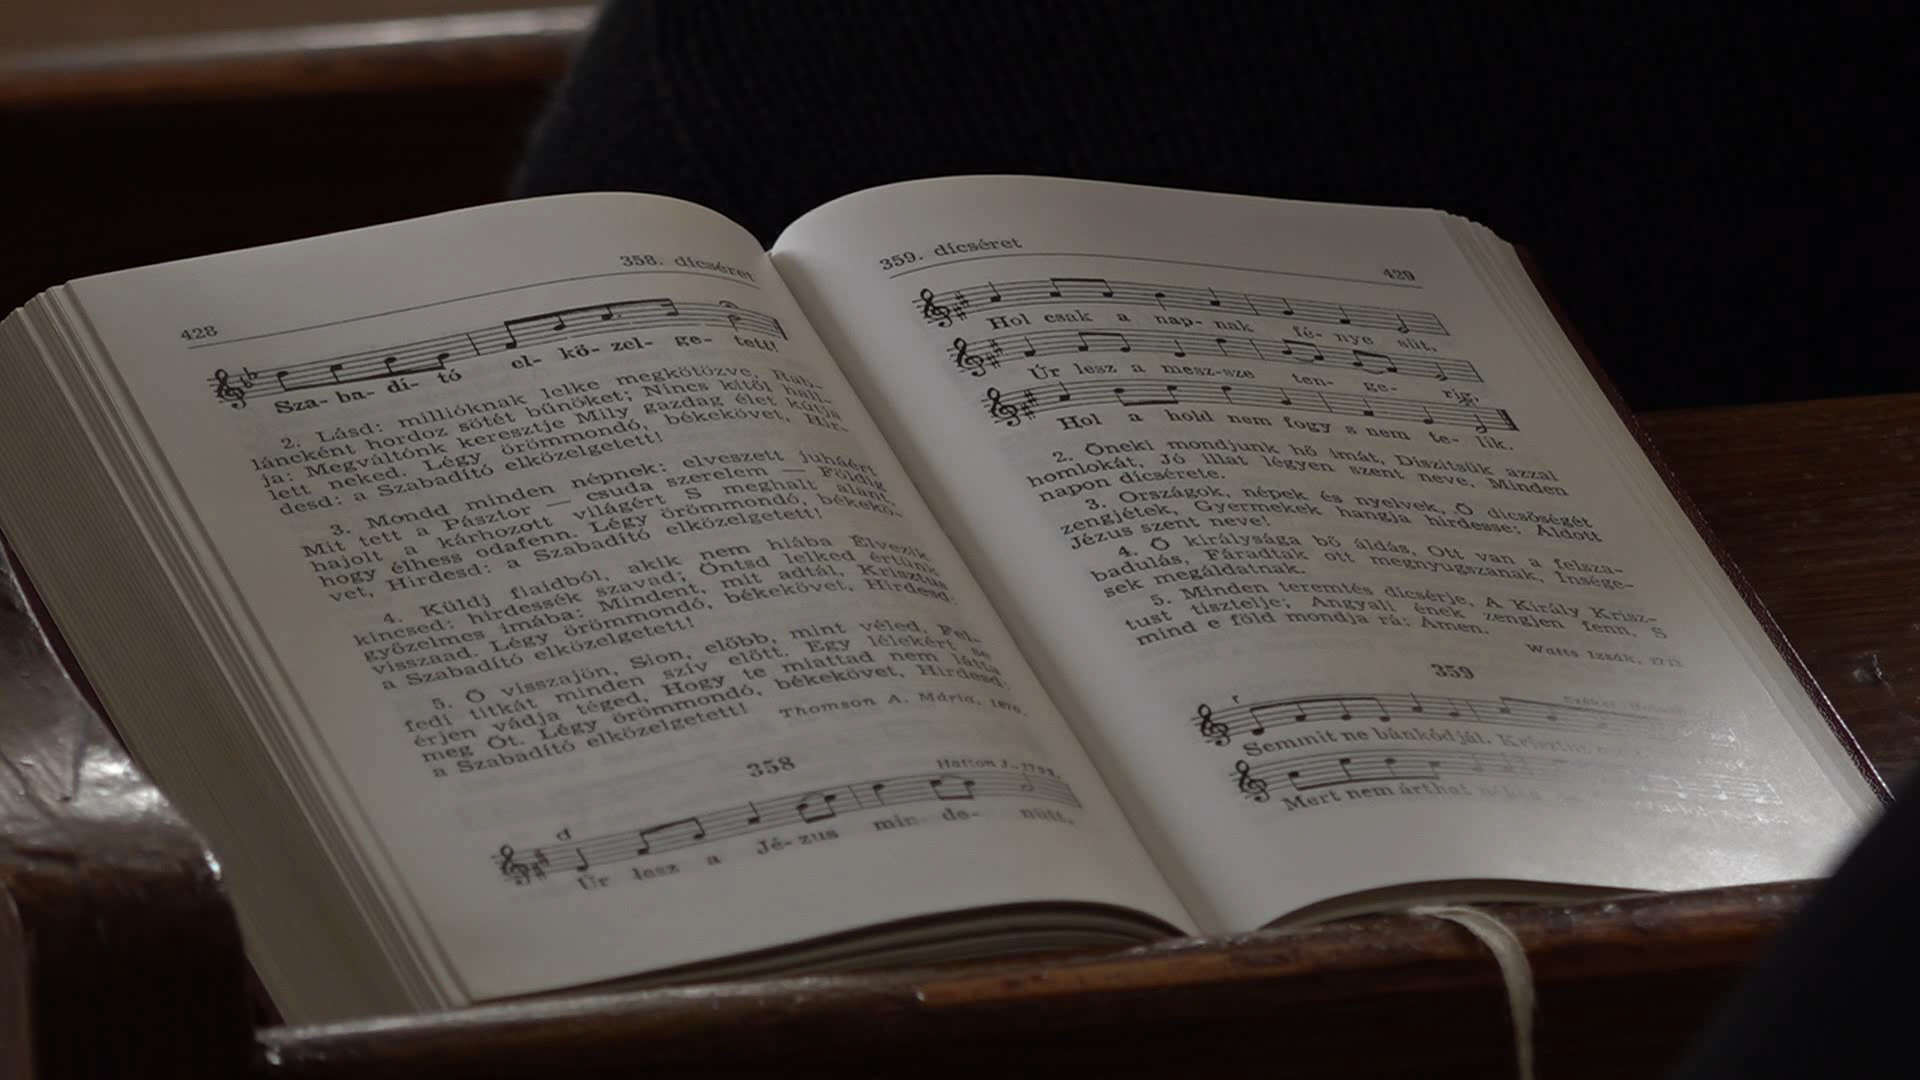 428
358. dícséret
Sza- ba- dí- tó el- kö- zel- ge- tett!
2. Lásd: millióknak lelke megkötözve, Rab-
láncként hordoz sötét bűnöket; Nincs kitől hall-
ja: Megváltónk keresztje Mily gazdag élet kútja
lett neked. Légy örömmondó, békekövet, Hir-
desd: a Szabadító elközelgetett!
3. Mondd minden népnek: elveszett juháért
Mit tett a Pásztor — csuda szerelem — Földig
hajolt a kárhozott világért S meghalt alant,
hogy élhess odafenn. Légy örömmondó, békekö-
vet, Hirdesd: a Szabadító elközelgetett!
4. Küldj fiaidból, akik nem hiába Élvezik
kincsed: hirdessék szavad; Öntsd lelked értünk
győzelmes imába: Mindent, mit adtál, Krisztus
visszaad. Légy örömmondó, békekövet, Hirdesd:
a Szabadító elközelgetett!
5. Ő visszajön, Sion, előbb, mint véled, Fel-
fedi titkát minden szív előtt. Egy lélekért se
érjen vádja téged, Hogy te miattad nem látta
meg Őt. Légy örömmondó, békekövet, Hirdesd:
a Szabadító elközelgetett!
Thomson A. Mária, 1870.
358
Hatton J., 1793.
d
Úr lesz a Jé- zus min- de- nütt,
359. dícséret
429
Hol csak a nap- nak fé- nye süt,
Úr lesz a mesz-sze ten- ge- rig,
Hol a hold nem fogy s nem te- lik.
2. Őneki mondjunk hő imát, Díszítsük azzal
homlokát, Jó illat légyen szent neve, Minden
napon dícsérete.
3. Országok, népek és nyelvek, Ő dicsőségét
zengjétek, Gyermekek hangja hirdesse: Áldott
Jézus szent neve!
4. Ő királysága bő áldás, Ott van a felsza-
badulás, Fáradtak ott megnyugszanak, Ínsége-
sek megáldatnak.
5. Minden teremtés dícsérje, A Király Krisz-
tust tisztelje; Angyali ének zengjen fenn, S
mind e föld mondja rá: Ámen.
Watts Izsák,
359
r
Semmit ne bánkódjál, Krisztus
Mert nem árthat